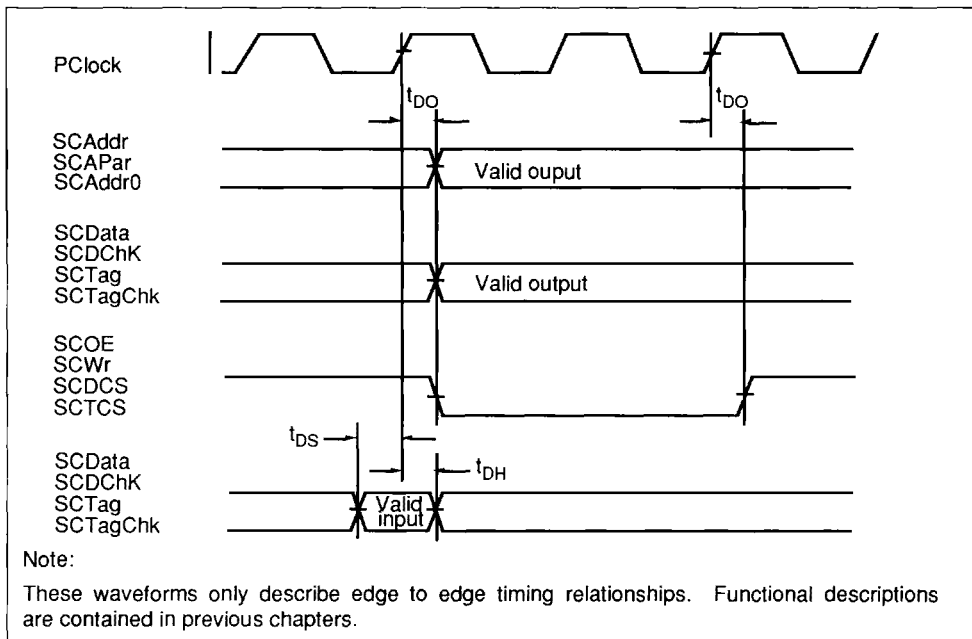 PClock
tDO
tDO
SCAddr
SCAPar
SCAddr0
Valid ouput
SCData
SCDChK
SCTag
SCTagChk
Valid output
SCOE
SCWr
SCDCS
SCTCS
tDS
tDH
SCData
SCDChK
SCTag
SCTagChk
Valid
input
Note:
These waveforms only describe edge to edge timing relationships. Functional descriptions
are contained in previous chapters.